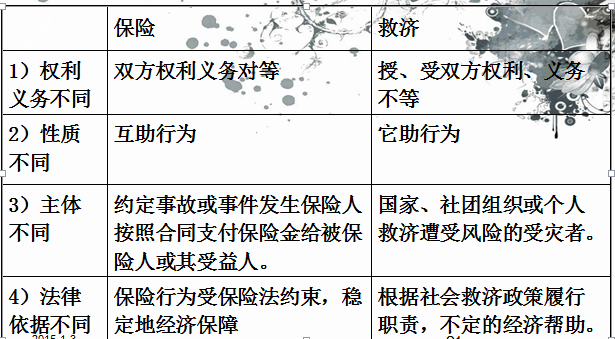 保险 救济
1）权利 双方权利义务对等 授、受双方权利、义务
义务不同 不等
2）性质 互助行为 它助行为
不同
3）主体 约定事故或事件发生保险人 国家、社团组织或个人
不同 按照合同支付保险金给被保 救济遭受风险的受灾者。
险人或其受益人。
4）法律 保险行为受保险法约束，稳 根据社会救济政策履行
依据不同 定地经济保障 职责，不定的经济帮助。
2015-1-3